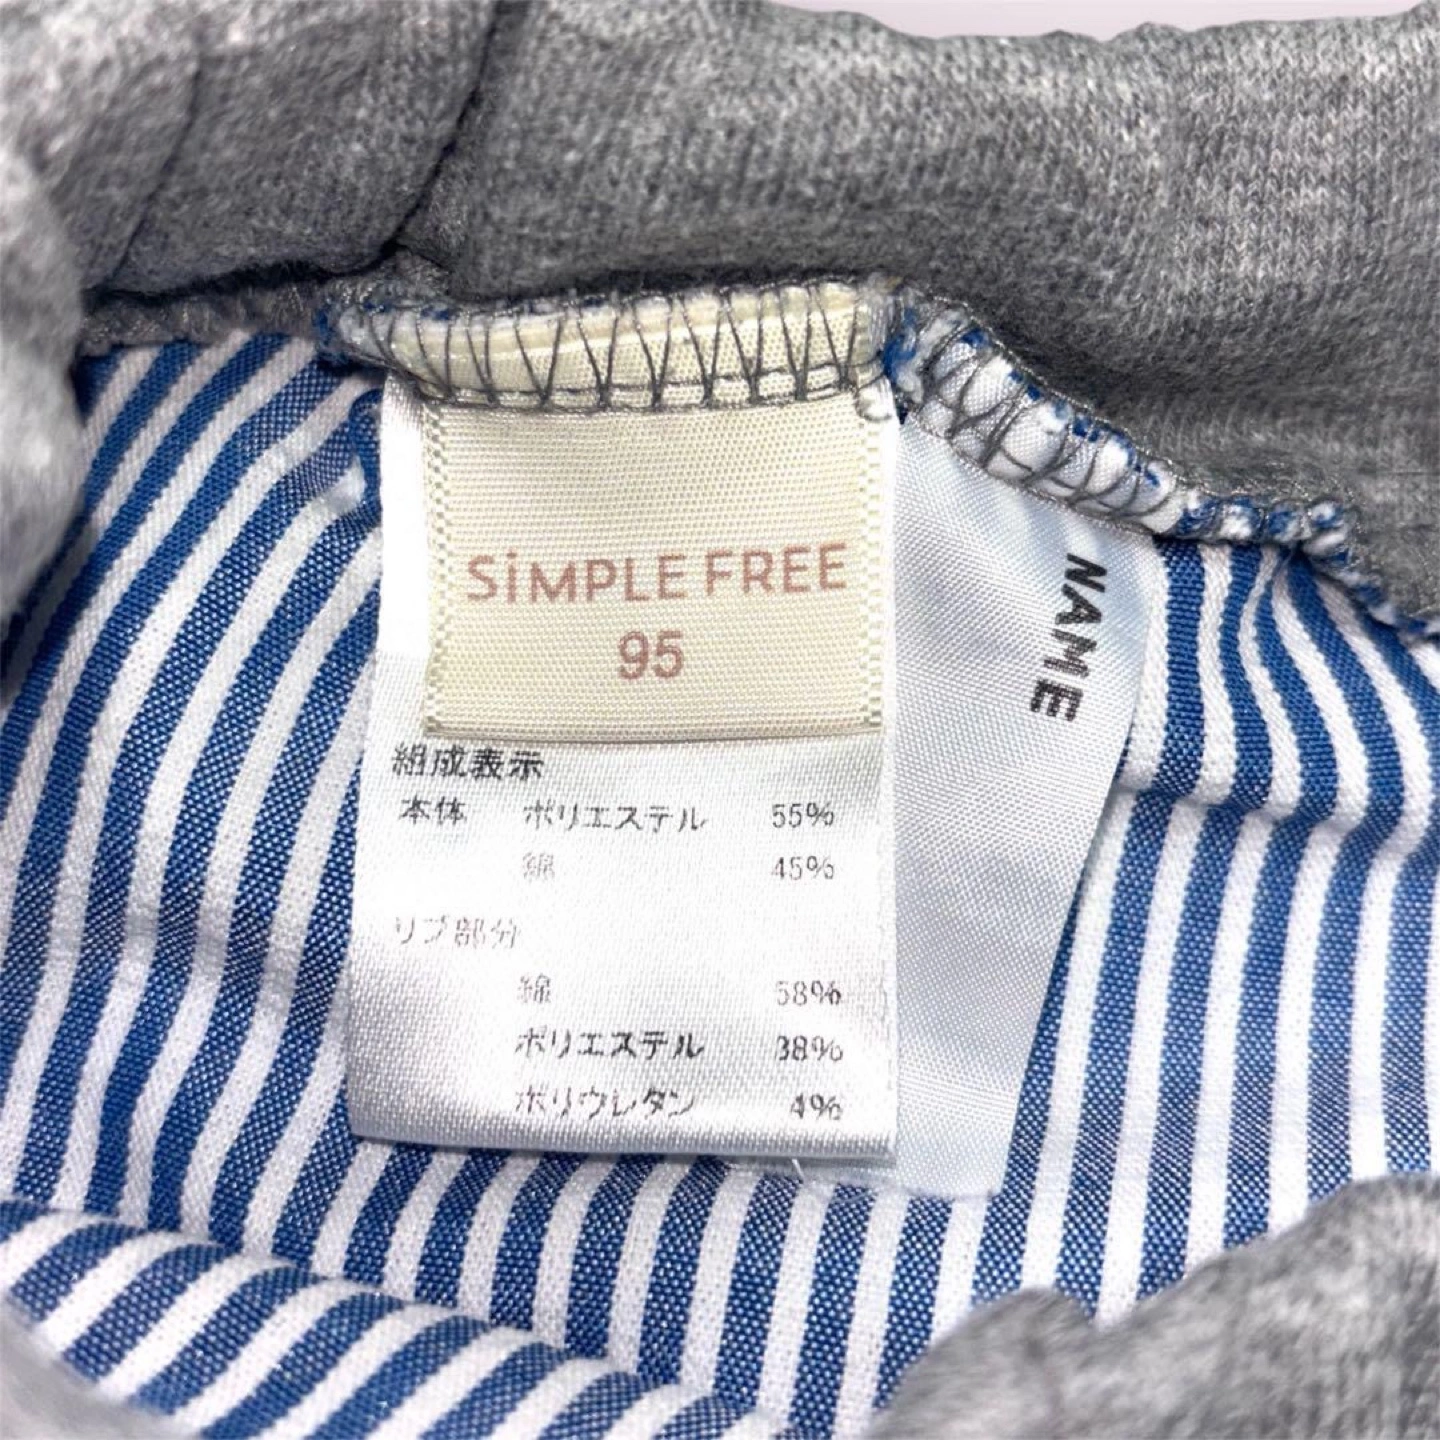 SiMPLE FREE
95
NAME
組成表示
本体 ポリエステル 55%
綿 45%
リブ部分
綿 58%
ポリエステル 38%
ポリウレタン 4%